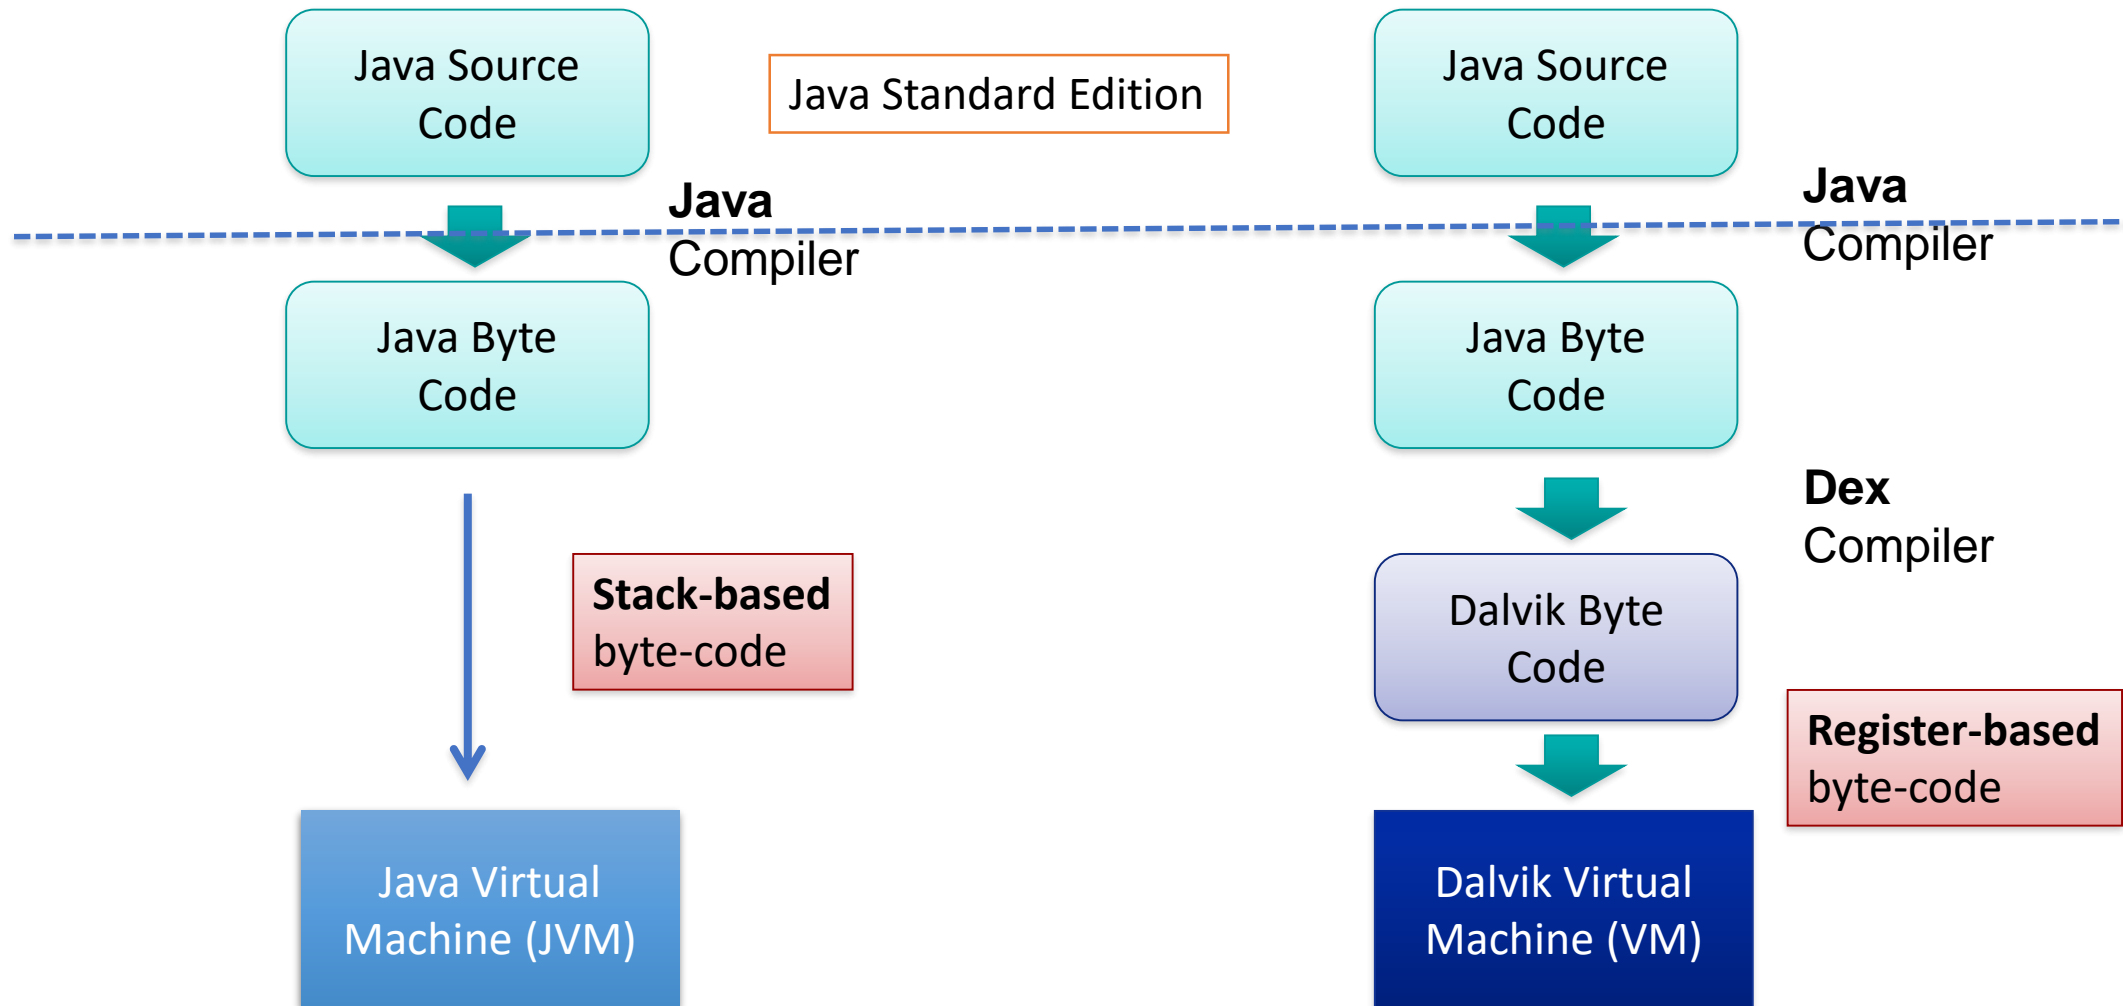 Java Source
Code
Java Standard Edition
Java Source
Code
Java
Compiler
Java
Compiler
Java Byte
Code
Java Byte
Code
Dex
Compiler
Stack-based
byte-code
Dalvik Byte
Code
Register-based
byte-code
Java Virtual
Machine (JVM)
Dalvik Virtual
Machine (VM)